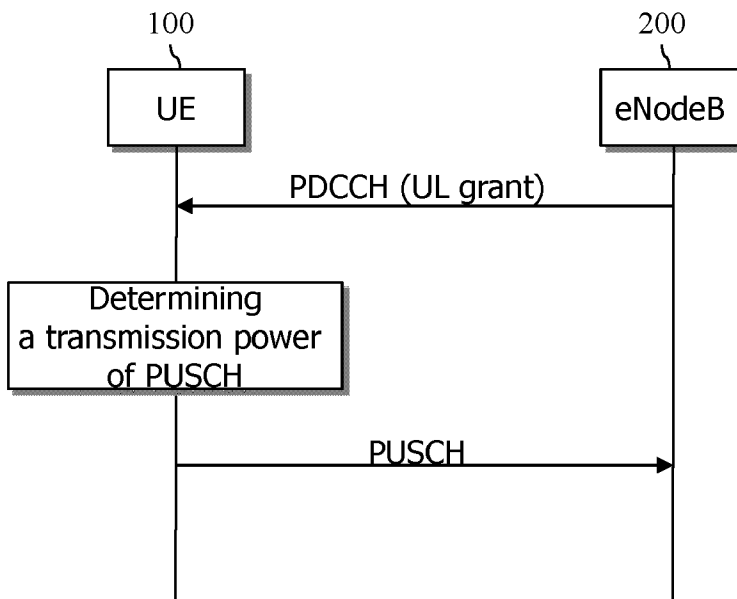 100
200
UE
eNodeB
PDCCH (UL grant)
Determining
a transmission power
of PUSCH
PUSCH